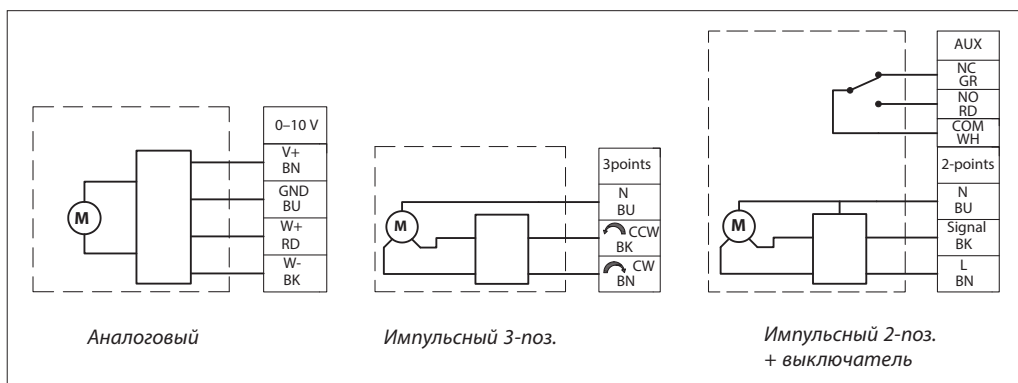 0–10 V
V+
BN
GND
BU
W+
RD
W-
BK
M
Аналоговый
3points
N
BU
CCW
BK
CW
BN
M
Импульсный 3-поз.
AUX
NC
GR
NO
RD
COM
WH
2-points
N
BU
Signal
BK
L
BN
M
Импульсный 2-поз.
+ выключатель